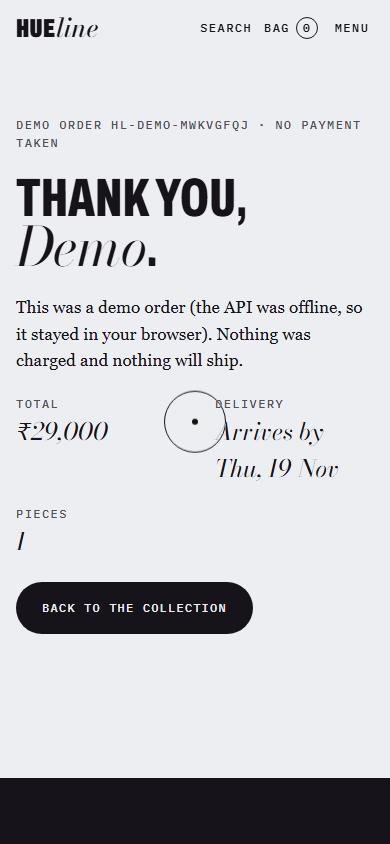 HUEline
SEARCH BAG 0 MENU
DEMO ORDER HL-DEMO-MWKVGFQJ · NO PAYMENT
TAKEN
THANK YOU,
Demo.
This was a demo order (the API was offline, so
it stayed in your browser). Nothing was
charged and nothing will ship.
TOTAL
₹29,000
DELIVERY
Arrives by
Thu, 19 Nov
PIECES
1
BACK TO THE COLLECTION